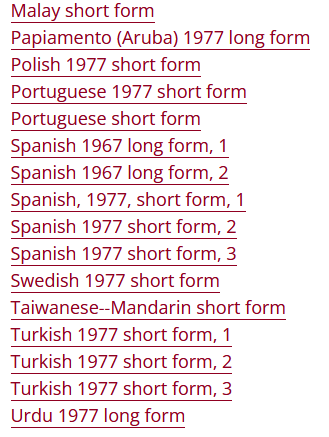 Malay short form
Papiamento (Aruba) 1977 long form
Polish 1977 short form
Portuguese 1977 short form
Portuguese short form
Spanish 1967 long form, 1
Spanish 1967 long form, 2
Spanish, 1977, short form, 1
Spanish 1977 short form, 2
Spanish 1977 short form, 3
Swedish 1977 short form
Taiwanese--Mandarin short form
Turkish 1977 short form, 1
Turkish 1977 short form, 2
Turkish 1977 short form, 3
Urdu 1977 long form